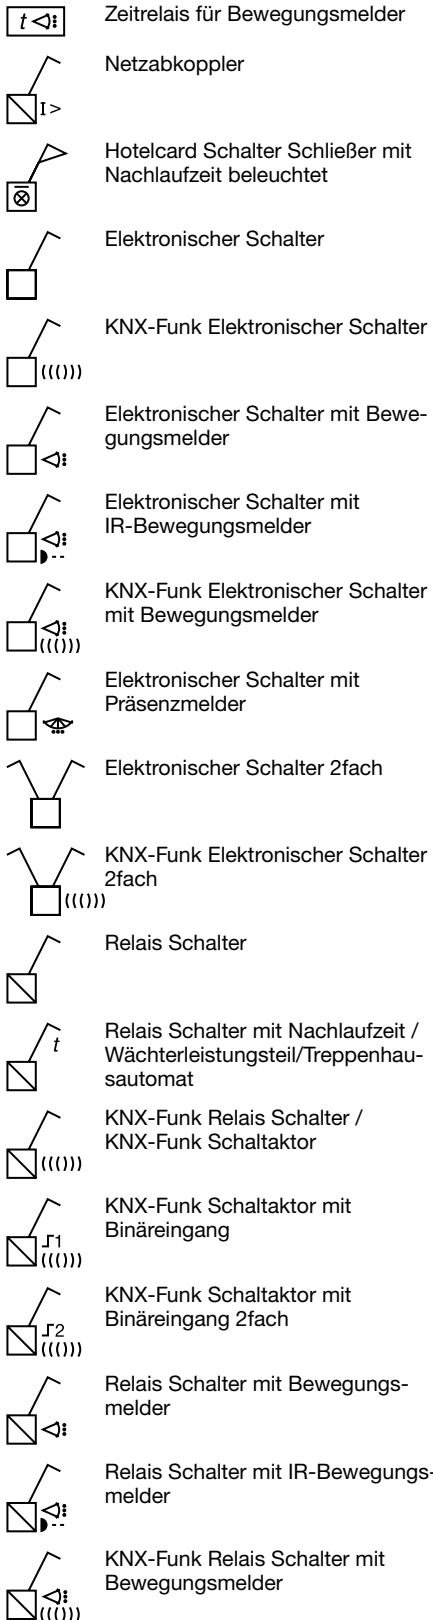 t Zeitrelais für Bewegungsmelder
Netzabkoppler
I >
Hotelcard Schalter Schließer mit
Nachlaufzeit beleuchtet
Elektronischer Schalter
KNX-Funk Elektronischer Schalter
Elektronischer Schalter mit Bewe-
gungsmelder
Elektronischer Schalter mit
IR-Bewegungsmelder
KNX-Funk Elektronischer Schalter
mit Bewegungsmelder
Elektronischer Schalter mit
Präsenzmelder
Elektronischer Schalter 2fach
KNX-Funk Elektronischer Schalter
2fach
Relais Schalter
Relais Schalter mit Nachlaufzeit /
t Wächterleistungsteil/Treppenhau-
sautomat
KNX-Funk Relais Schalter /
KNX-Funk Schaltaktor
KNX-Funk Schaltaktor mit
Binäreingang
1
KNX-Funk Schaltaktor mit
Binäreingang 2fach
2
Relais Schalter mit Bewegungs-
melder
Relais Schalter mit IR-Bewegungs-
melder
KNX-Funk Relais Schalter mit
Bewegungsmelder